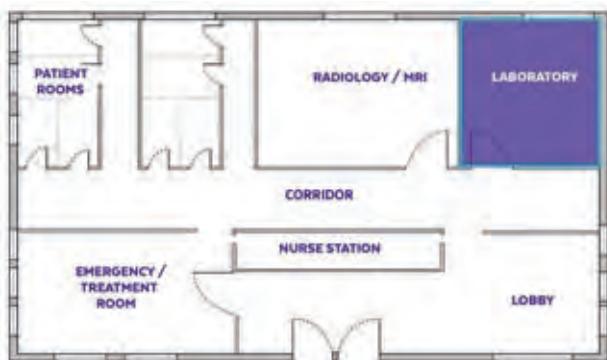 PATIENT
ROOMS
RADIOLOGY / MRI
LABORATORY
CORRIDOR
NURSE STATION
EMERGENCY /
TREATMENT
ROOM
LOBBY